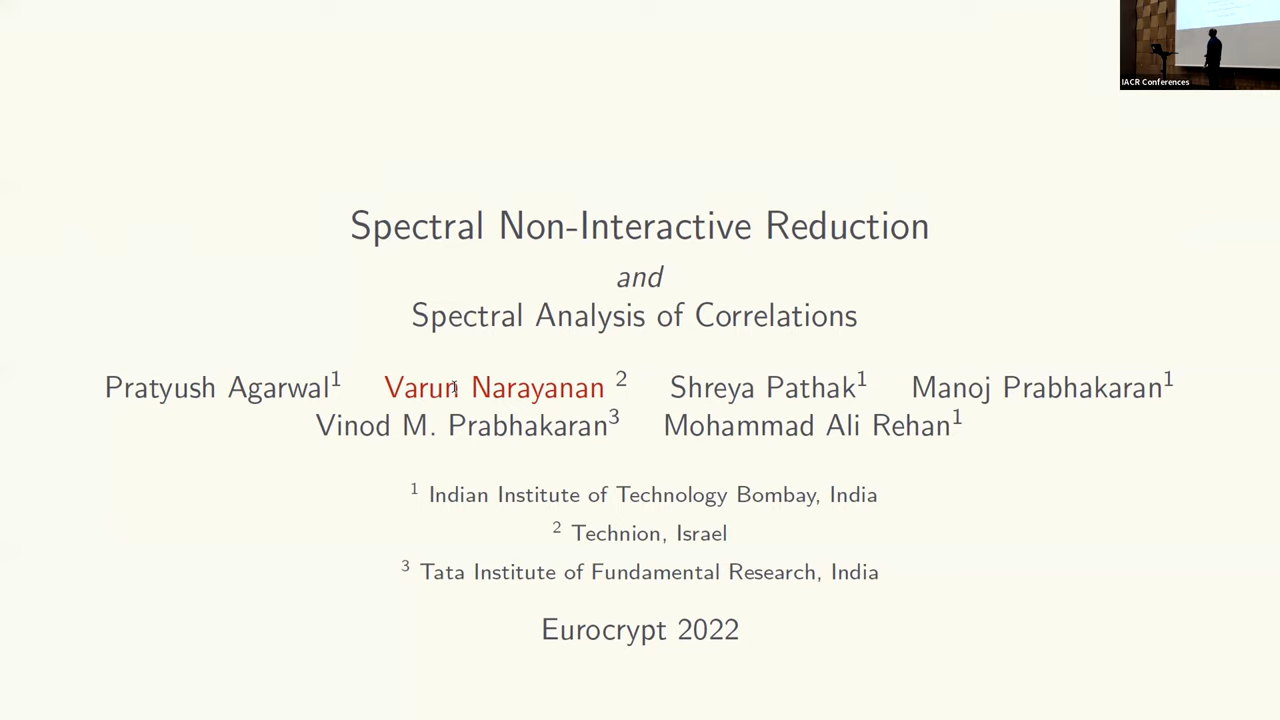 IACR Conferences
Spectral Non-Interactive Reduction
and
Spectral Analysis of Correlations
Pratyush Agarwal1 Varun Narayanan 2 Shreya Pathak1 Manoj Prabhakaran1
Vinod M. Prabhakaran3 Mohammad Ali Rehan1
1 Indian Institute of Technology Bombay, India
2 Technion, Israel
3 Tata Institute of Fundamental Research, India
Eurocrypt 2022